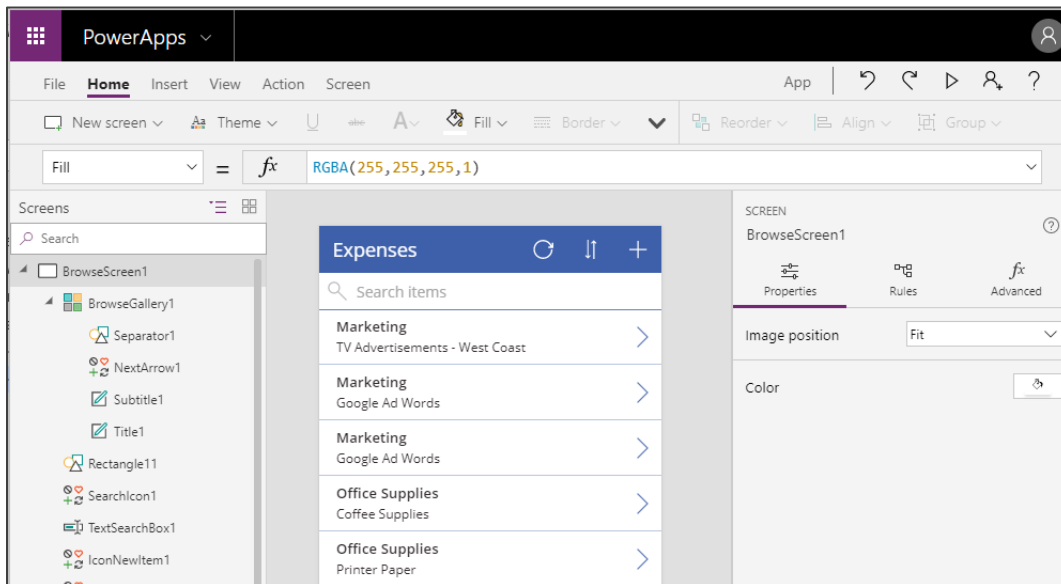 PowerApps
File Home Insert View Action Screen App ?
New screen Theme U abc A Fill Border Reorder Align Group
Fill = fx RGBA(255,255,255,1)
Screens
Search
BrowseScreen1
BrowseGallery1
Separator1
NextArrow1
Subtitle1
Title1
Rectangle11
SearchIcon1
TextSearchBox1
IconNewItem1
Expenses
Search items
Marketing
TV Advertisements - West Coast
Marketing
Google Ad Words
Marketing
Google Ad Words
Office Supplies
Coffee Supplies
Office Supplies
Printer Paper
SCREEN
?
BrowseScreen1
fx
Properties Rules Advanced
Image position Fit
Color